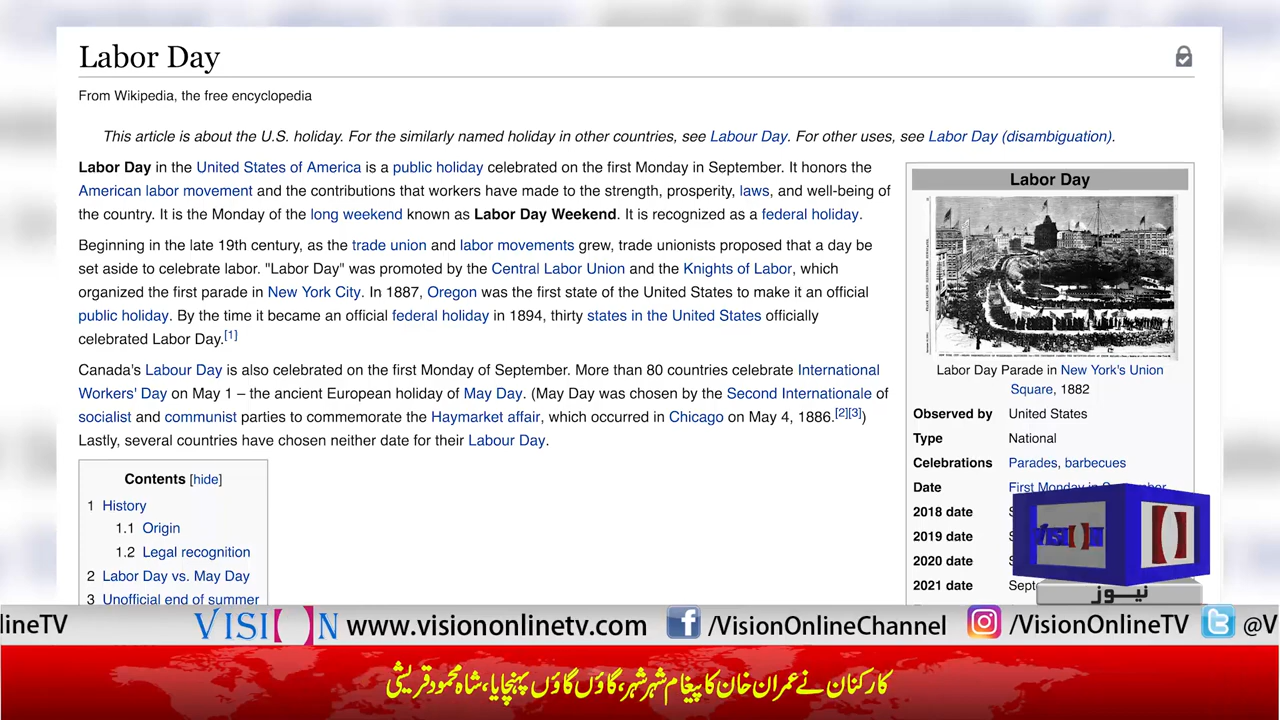 Labor Day
From Wikipedia, the free encyclopedia
This article is about the U.S. holiday. For the similarly named holiday in other countries, see Labour Day. For other uses, see Labor Day (disambiguation).
Labor Day in the United States of America is a public holiday celebrated on the first Monday in September. It honors the
American labor movement and the contributions that workers have made to the strength, prosperity, laws, and well-being of
the country. It is the Monday of the long weekend known as Labor Day Weekend. It is recognized as a federal holiday.
Beginning in the late 19th century, as the trade union and labor movements grew, trade unionists proposed that a day be
set aside to celebrate labor. "Labor Day" was promoted by the Central Labor Union and the Knights of Labor, which
organized the first parade in New York City. In 1887, Oregon was the first state of the United States to make it an official
public holiday. By the time it became an official federal holiday in 1894, thirty states in the United States officially
celebrated Labor Day.[1]
Canada's Labour Day is also celebrated on the first Monday of September. More than 80 countries celebrate International
Workers' Day on May 1 – the ancient European holiday of May Day. (May Day was chosen by the Second Internationale of
socialist and communist parties to commemorate the Haymarket affair, which occurred in Chicago on May 4, 1886.[2][3])
Lastly, several countries have chosen neither date for their Labour Day.
Contents [hide]
1 History
1.1 Origin
1.2 Legal recognition
2 Labor Day vs. May Day
3 Unofficial end of summer
Labor Day
Labor Day Parade in New York's Union
Square, 1882
Observed by United States
Type National
Celebrations Parades, barbecues
Date First Monday in September
2018 date
2019 date
2020 date
2021 date Sept
VISION
نیوز
lineTV VISION www.visiononlinetv.com /VisionOnlineChannel /VisionOnlineTV @V
کارکنان نے عمران خان کا پیغام شہر شہر، گاؤں گاؤں پہنچایا، شاہ محمود قریشی